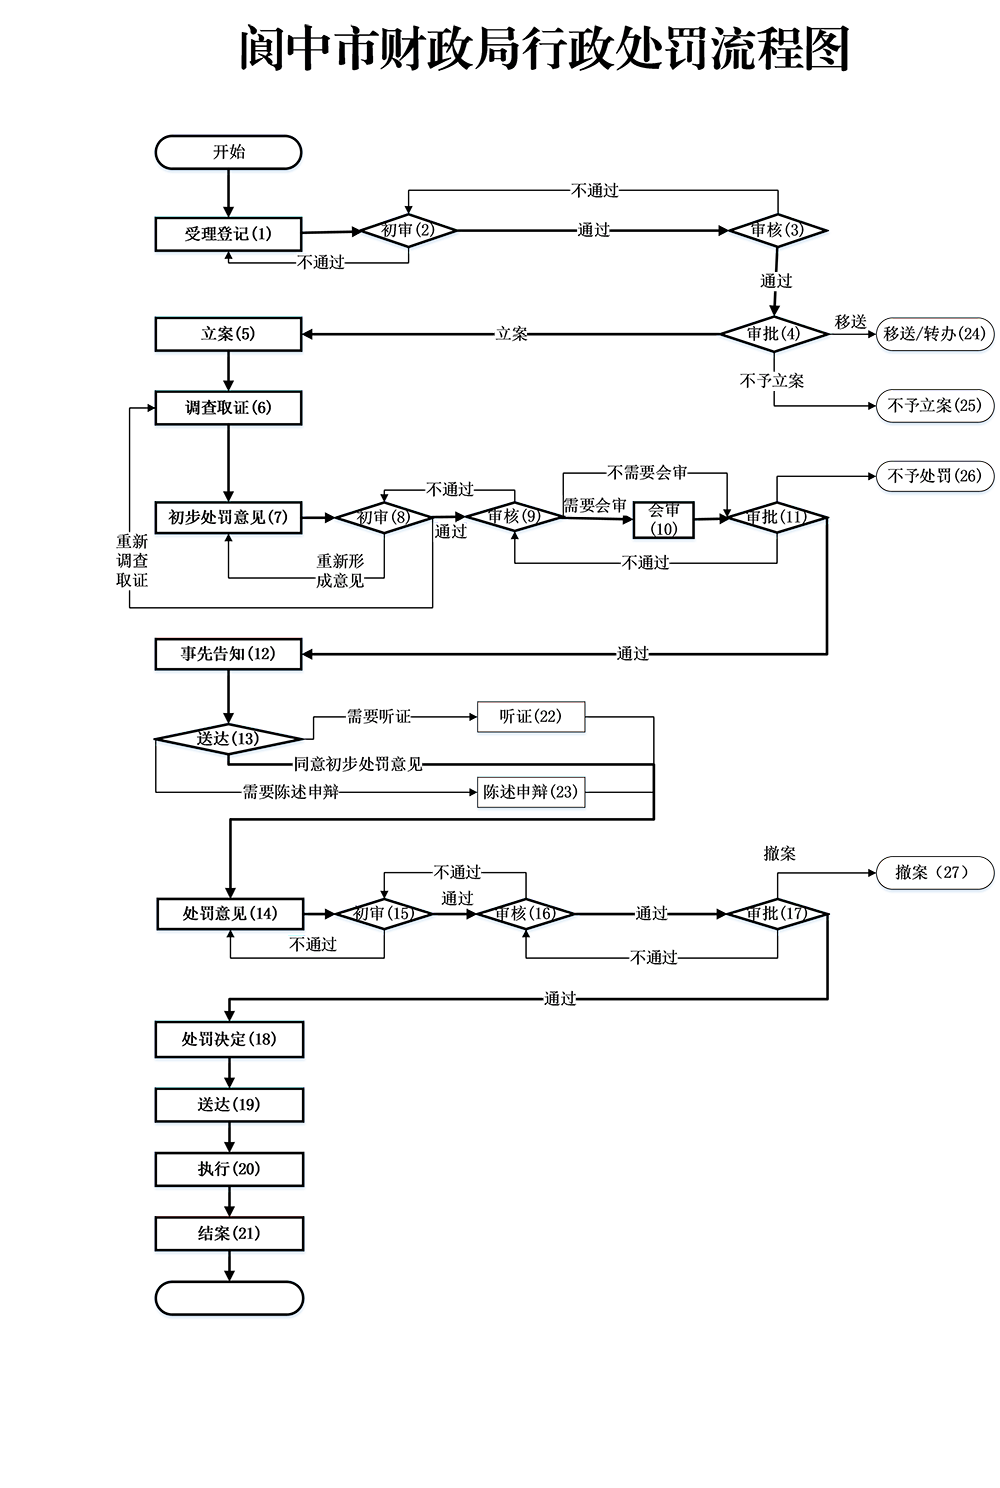 阆中市财政局行政处罚流程图
开始
不通过
受理登记(1)
初审(2)
通过
审核(3)
不通过
通过
立案(5)
立案
审批(4)
移送
移送/转办(24)
不予立案
调查取证(6)
不予立案(25)
不需要会审
不予处罚(26)
不通过
初步处罚意见(7)
初审(8)
通过
审核(9)
需要会审
会审
(10)
审批(11)
重新
调查
取证
重新形
成意见
不通过
事先告知(12)
通过
需要听证
听证(22)
送达(13)
同意初步处罚意见
需要陈述申辩
陈述申辩(23)
撤案
不通过
撤案（27）
通过
处罚意见(14)
初审(15)
审核(16)
通过
审批(17)
不通过
不通过
通过
处罚决定(18)
送达(19)
执行(20)
结案(21)